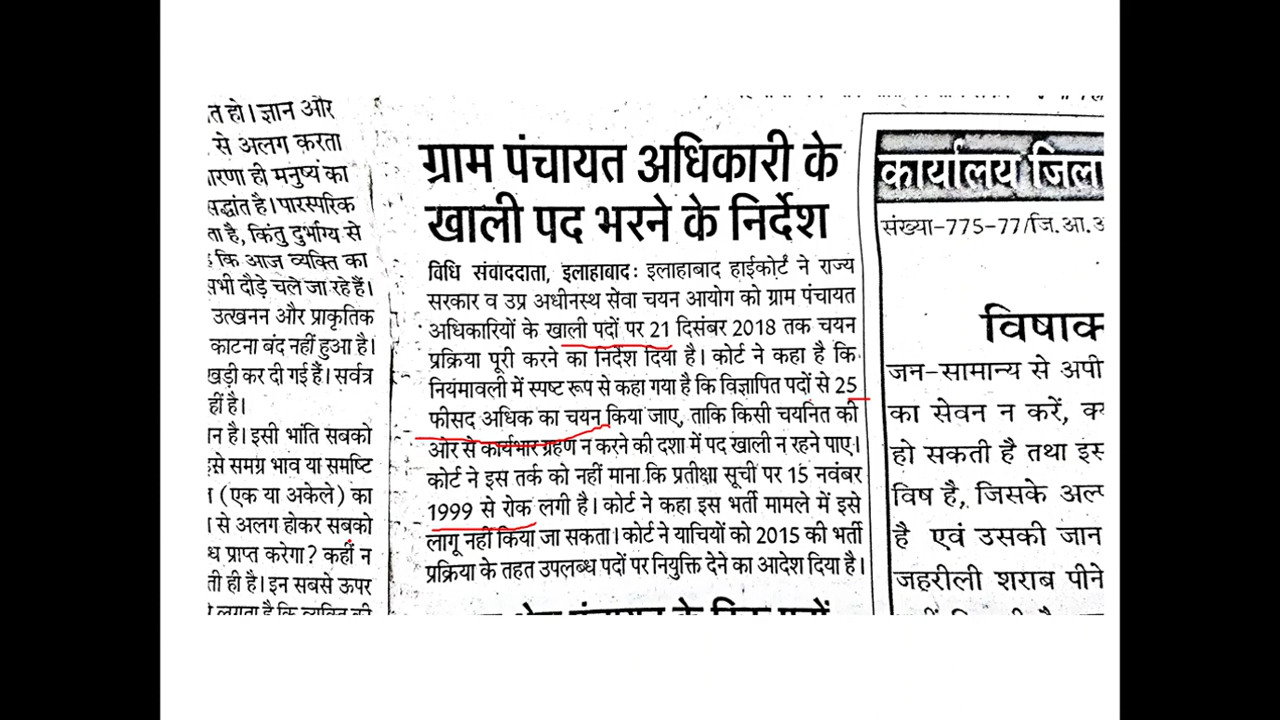 त हो। ज्ञान और
से अलग करता
ारणा ही मनुष्य का
सद्धांत है। पारस्परिक
ता है, किंतु दुर्भाग्य से
कि आज व्यक्ति का
सभी दौड़े चले जा रहे हैं।
उत्खनन और प्राकृतिक
काटना बंद नहीं हुआ है।
खड़ी कर दी गई हैं। सर्वत्र
हीं है।
न है। इसी भांति सबको
इसे समग्र भाव या समष्टि
(एक या अकेले) का
से अलग होकर सबको
ध प्राप्त करेगा? कहीं न
ती ही है। इन सबसे ऊपर
ग्राम पंचायत अधिकारी के
खाली पद भरने के निर्देश
विधि संवाददाता, इलाहाबाद: इलाहाबाद हाईकोर्ट ने राज्य
सरकार व उप्र अधीनस्थ सेवा चयन आयोग को ग्राम पंचायत
अधिकारियों के खाली पदों पर 21 दिसंबर 2018 तक चयन
प्रक्रिया पूरी करने का निर्देश दिया है। कोर्ट ने कहा है कि
नियमावली में स्पष्ट रूप से कहा गया है कि विज्ञापित पदों से 25
फीसद अधिक का चयन किया जाए, ताकि किसी चयनित की
ओर से कार्यभार ग्रहण न करने की दशा में पद खाली न रहने पाए।
कोर्ट ने इस तर्क को नहीं माना कि प्रतीक्षा सूची पर 15 नवंबर
1999 से रोक लगी है। कोर्ट ने कहा इस भर्ती मामले में इसे
लागू नहीं किया जा सकता। कोर्ट ने याचियों को 2015 की भर्ती
प्रक्रिया के तहत उपलब्ध पदों पर नियुक्ति देने का आदेश दिया है।
कार्यालय जिला
संख्या-775-77/जि.आ.अ
विषाक
जन-सामान्य से अपी
का सेवन न करें, क्य
हो सकती है तथा इस
विष है, जिसके अल्प
है एवं उसकी जान
जहरीली शराब पीने